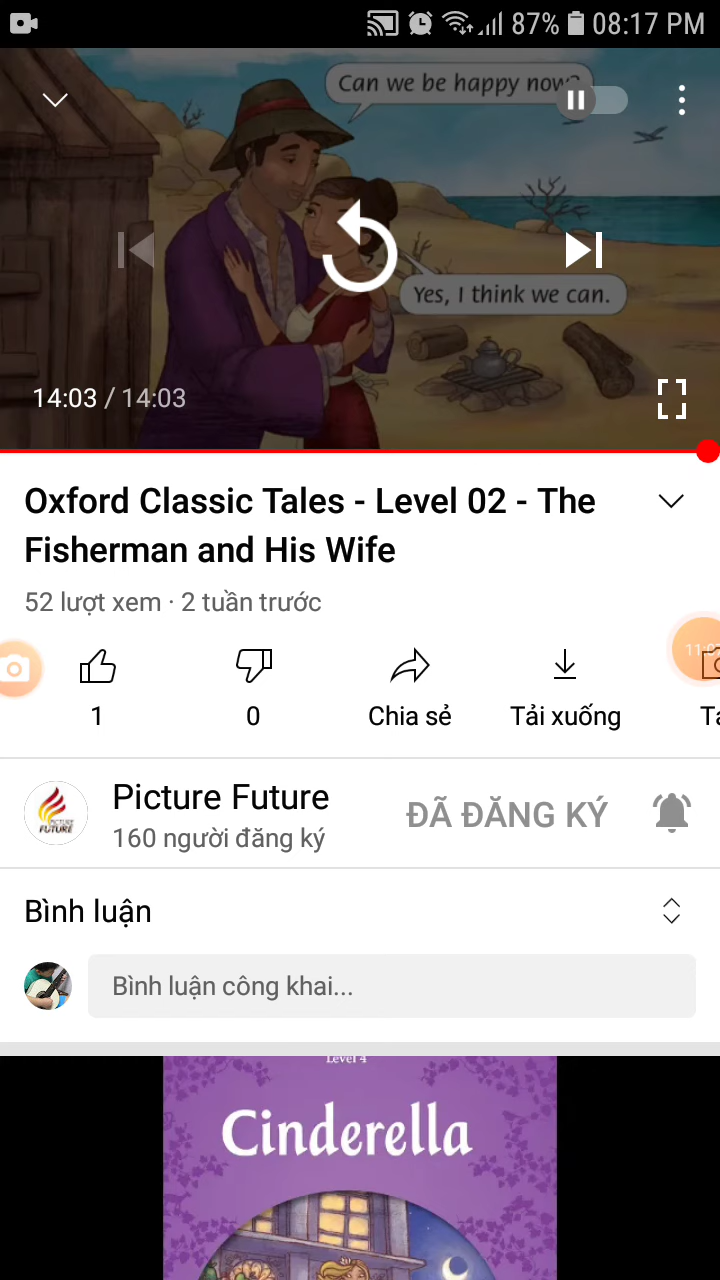 87% 08:17 PM
Can we be happy now?
Yes, I think we can.
14:03 / 14:03
Oxford Classic Tales - Level 02 - The
Fisherman and His Wife
52 lượt xem · 2 tuần trước
1
0
Chia sẻ
Tải xuống
Picture Future
160 người đăng ký
ĐÃ ĐĂNG KÝ
PICTURE
FUTURE
Bình luận
Bình luận công khai...
Level 4
Cinderella